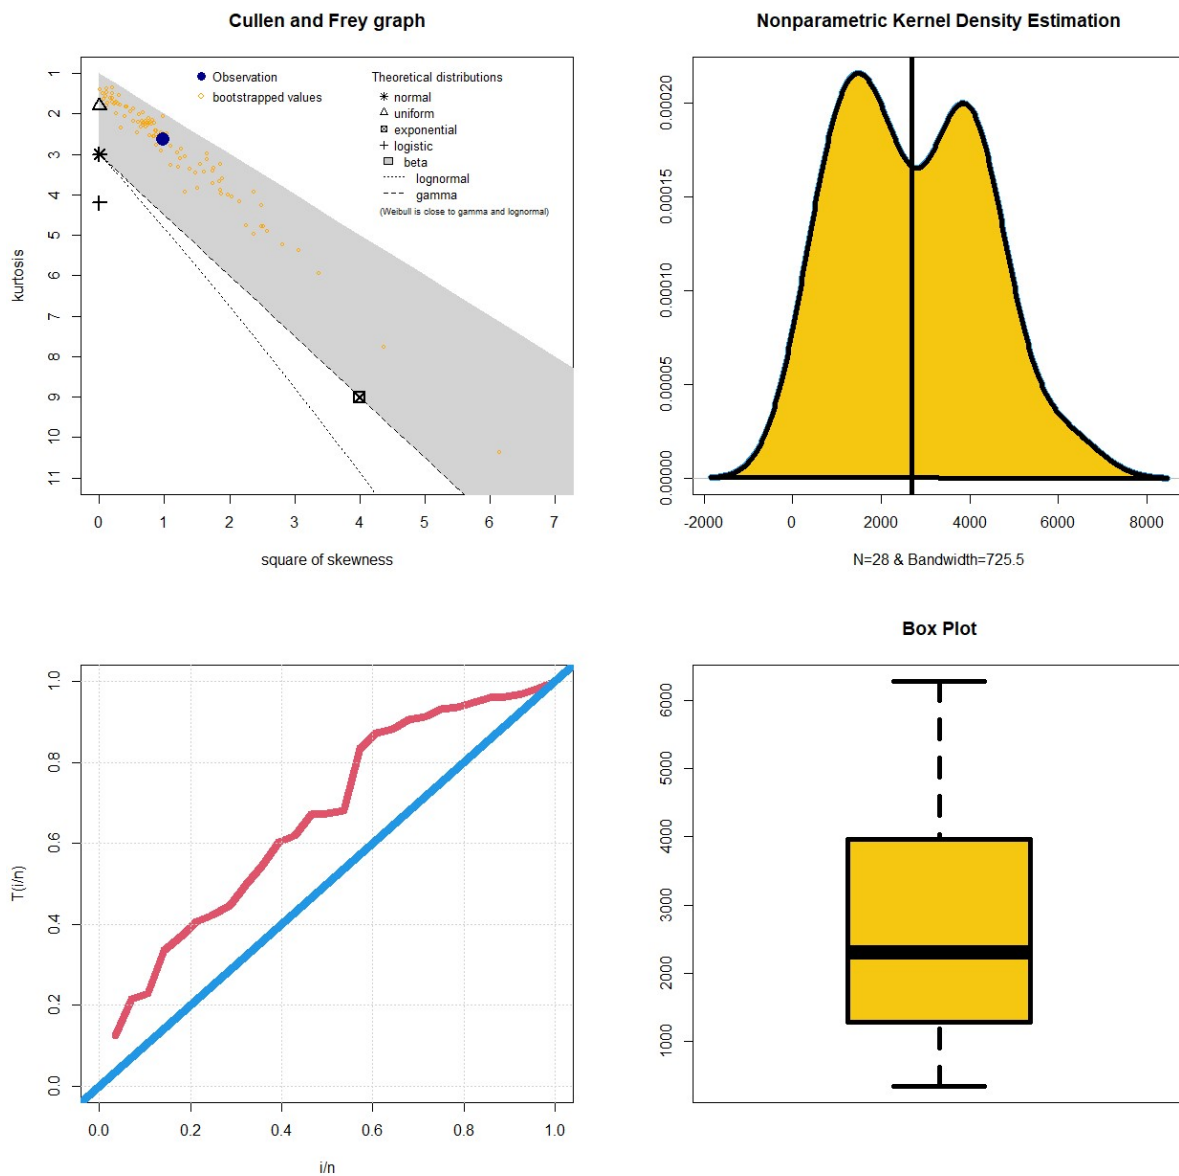 Cullen and Frey graph
Observation
bootstrapped values
Theoretical distributions
normal
uniform
exponential
logistic
beta
lognormal
gamma
(Weibull is close to gamma and lognormal)
kurtosis
1
2
3
4
5
6
7
8
9
10
11
0 1 2 3 4 5 6 7
square of skewness
Nonparametric Kernel Density Estimation
0.00020
0.00015
0.00010
0.00005
0.00000
-2000 0 2000 4000 6000 8000
N=28 & Bandwidth=725.5
T(i/n)
1.0
0.8
0.6
0.4
0.2
0.0
0.0 0.2 0.4 0.6 0.8 1.0
i/n
Box Plot
6000
5000
4000
3000
2000
1000